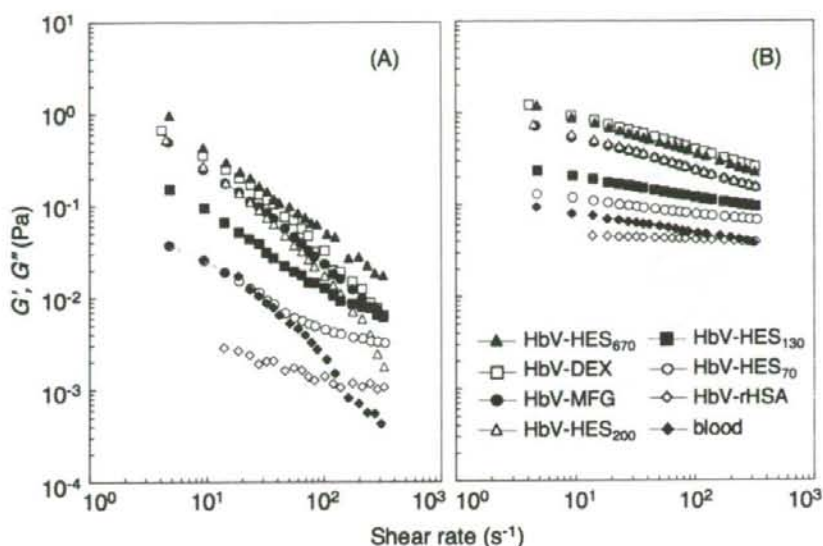 (A)
(B)
10¹
10⁰
10⁻¹
10⁻²
10⁻³
10⁻⁴
G', G" (Pa)
10⁰
10¹
10²
10³
10⁰
10¹
10²
10³
Shear rate (s⁻¹)
HbV-HES₆₇₀
HbV-DEX
HbV-MFG
HbV-HES₂₀₀
HbV-HES₁₃₀
HbV-HES₇₀
HbV-rHSA
blood